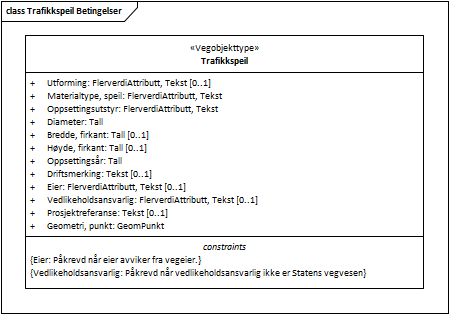 class Trafikkspeil Betingelser
«Vegobjekttype»
Trafikkspeil
+ Utforming: FlerverdiAttributt, Tekst [0..1]
+ Materialtype, speil: FlerverdiAttributt, Tekst
+ Oppsettingsutstyr: FlerverdiAttributt, Tekst
+ Diameter: Tall
+ Bredde, firkant: Tall [0..1]
+ Høyde, firkant: Tall [0..1]
+ Oppsettingsår: Tall
+ Driftsmerking: Tekst [0..1]
+ Eier: FlerverdiAttributt, Tekst [0..1]
+ Vedlikeholdsansvarlig: FlerverdiAttributt, Tekst [0..1]
+ Prosjektreferanse: Tekst [0..1]
+ Geometri, punkt: GeomPunkt
constraints
{Eier: Påkrevd når eier avviker fra vegeier.}
{Vedlikeholdsansvarlig: Påkrevd når vedlikeholdsansvarlig ikke er Statens vegvesen}